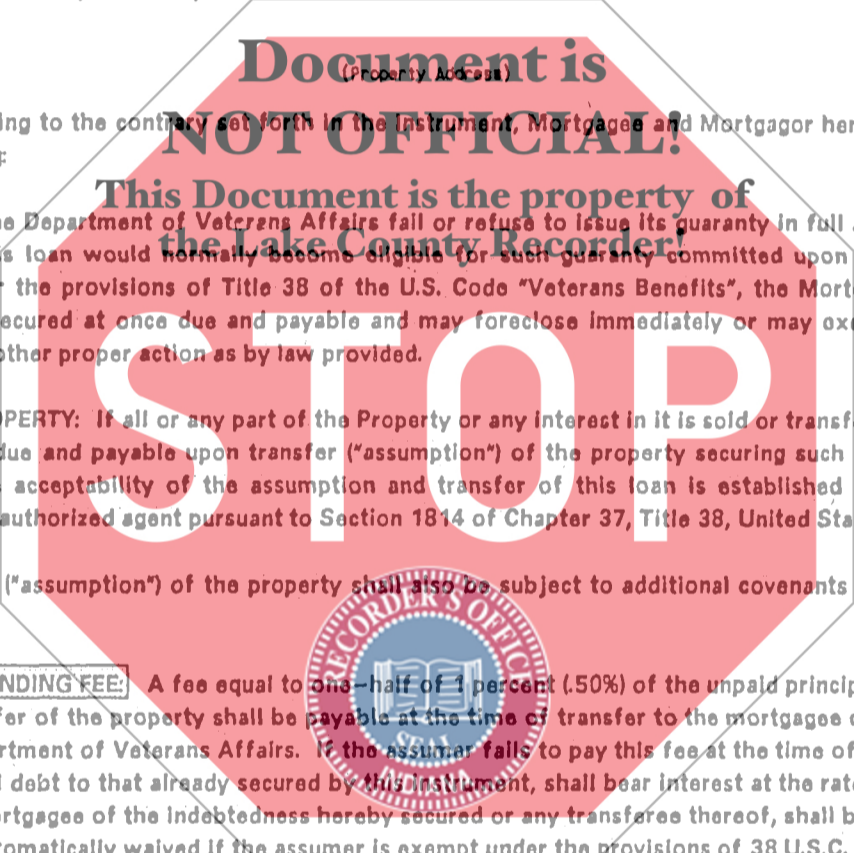 Document is
(Property Address)
ing to the contrary set forth in the Instrument, Mortgagee and Mortgagor her
NOT OFFICIAL!
This Document is the property of
e Department of Veterans Affairs fail or refuse to issue its guaranty in full
the Lake County Recorder!
s loan would normally become eligible for such guaranty committed upon
the provisions of Title 38 of the U.S. Code "Veterans Benefits", the Mort
ecured at once due and payable and may foreclose immediately or may exe
other proper action as by law provided.
STOP
PERTY: If all or any part of the Property or any interest in it is sold or transf
due and payable upon transfer ("assumption") of the property securing such
acceptability of the assumption and transfer of this loan is established
authorized agent pursuant to Section 1814 of Chapter 37, Title 38, United Sta
("assumption") of the property shall also be subject to additional covenants
RECORDER'S OFFICE
SEAL
NDING FEE: A fee equal to one-half of 1 percent (.50%) of the unpaid princip
fer of the property shall be payable at the time of transfer to the mortgagee
rtment of Veterans Affairs. If the assumer fails to pay this fee at the time of
debt to that already secured by this instrument, shall bear interest at the rat
rtgagee of the indebtedness hereby secured or any transferee thereof, shall b
omatically waived if the assumer is exempt under the provisions of 38 U.S.C.